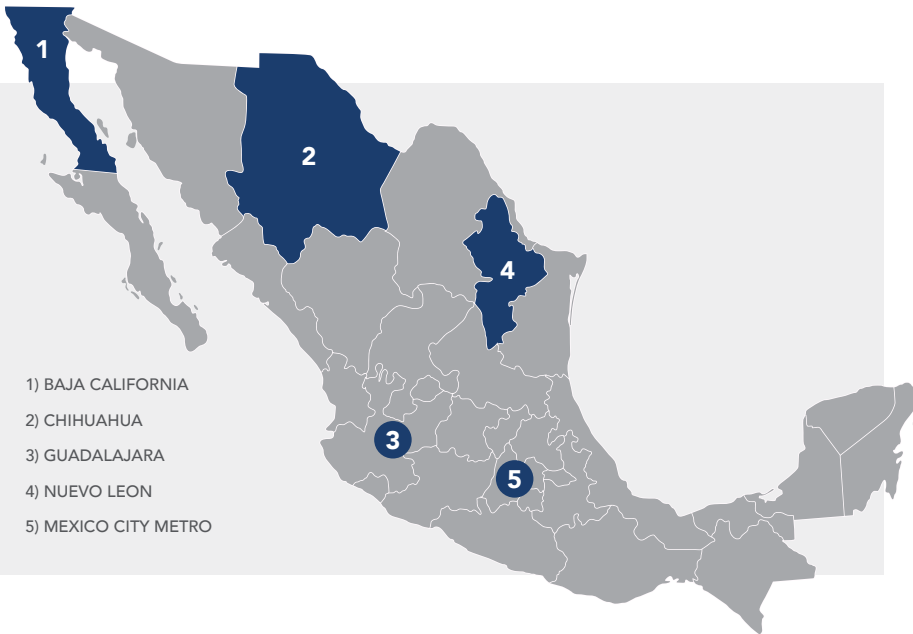 1
2
4
3
5
1) BAJA CALIFORNIA
2) CHIHUAHUA
3) GUADALAJARA
4) NUEVO LEON
5) MEXICO CITY METRO